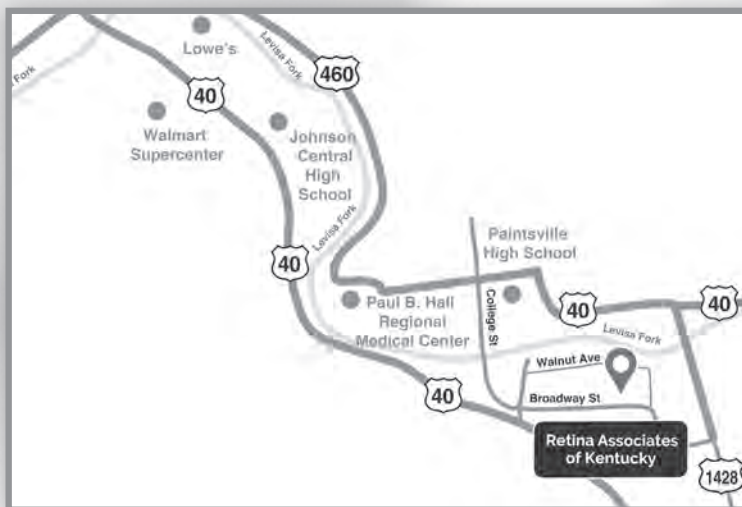 Lowe's
Levisa Fork
460
40
Walmart
Supercenter
Johnson
Central
High
School
Levisa Fork
40
Paintsville
High School
Paul B. Hall
Regional
Medical Center
College St
40
40
Levisa Fork
Walnut Ave
40
Broadway St
Retina Associates
of Kentucky
1428